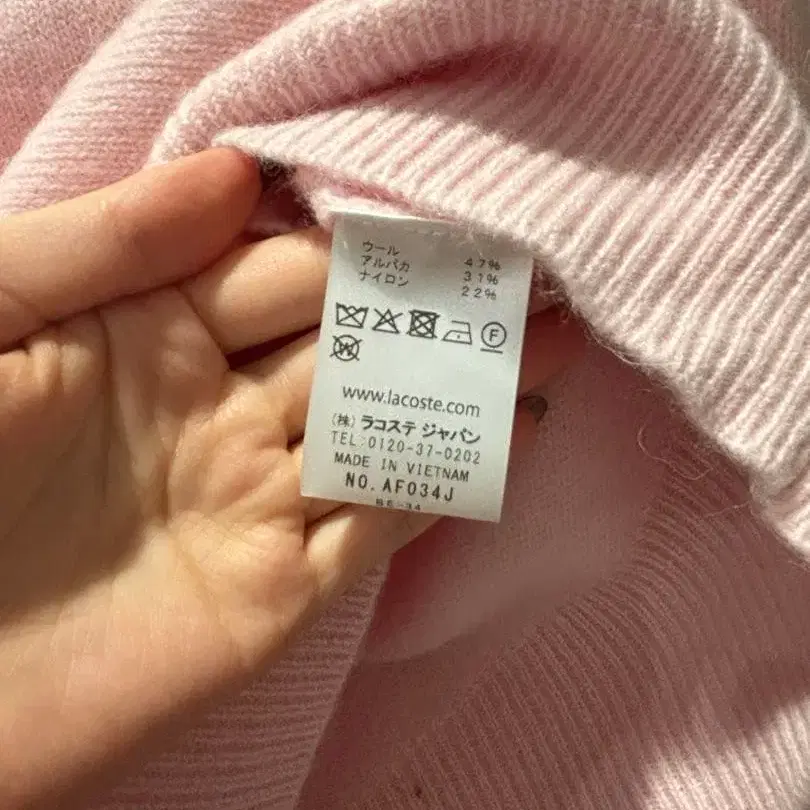 ウール 47%
アルパカ 31%
ナイロン 22%
F
W
www.lacoste.com
(株) ラコステ ジャパン
TEL:0120-37-0202
MADE IN VIETNAM
NO. AF034J